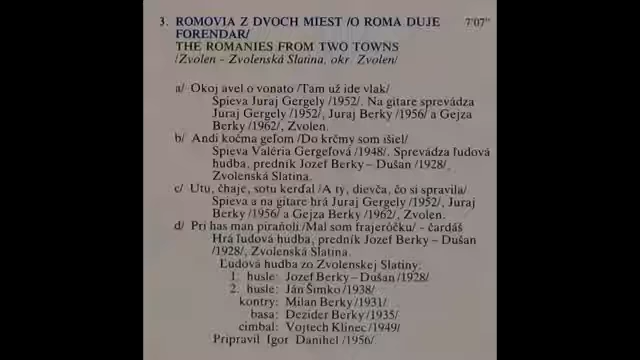 3. ROMOVIA Z DVOCH MIEST /O ROMA DUJE 7'07"
FORENDAR/
THE ROMANIES FROM TWO TOWNS
/Zvolen - Zvolenská Slatina, okr. Zvolen/
a/ Okoj avel o vonato /Tam už ide vlak/
Spieva Juraj Gergely /1952/. Na gitare sprevádza
Juraj Gergely /1952/, Juraj Berky /1956/ a Gejza
Berky /1962/, Zvolen.
b/ Andi kočma geľom /Do krčmy som išiel/
Spieva Valéria Gergeľová /1948/. Sprevádza ľudová
hudba, predník Jozef Berky – Dušan /1928/,
Zvolenská Slatina.
c/ Utu, čhaje, sotu kerďal /A ty, dievča, čo si spravila/
Spieva a na gitare hrá Juraj Gergely /1952/, Juraj
Berky /1956/ a Gejza Berky /1962/, Zvolen.
d/ Pri has man piraňoľi /Mal som frajeročku/ - čardáš
Hrá ľudová hudba, predník Jozef Berky – Dušan
/1928/, Zvolenská Slatina.
Ľudová hudba zo Zvolenskej Slatiny:
1. husle: Jozef Berky – Dušan /1928/
2. husle: Ján Šimko /1938/
kontry: Milan Berky /1931/
basa: Dezider Berky /1935/
cimbal: Vojtech Klinec /1949/
Pripravil Igor Danihel /1956/.